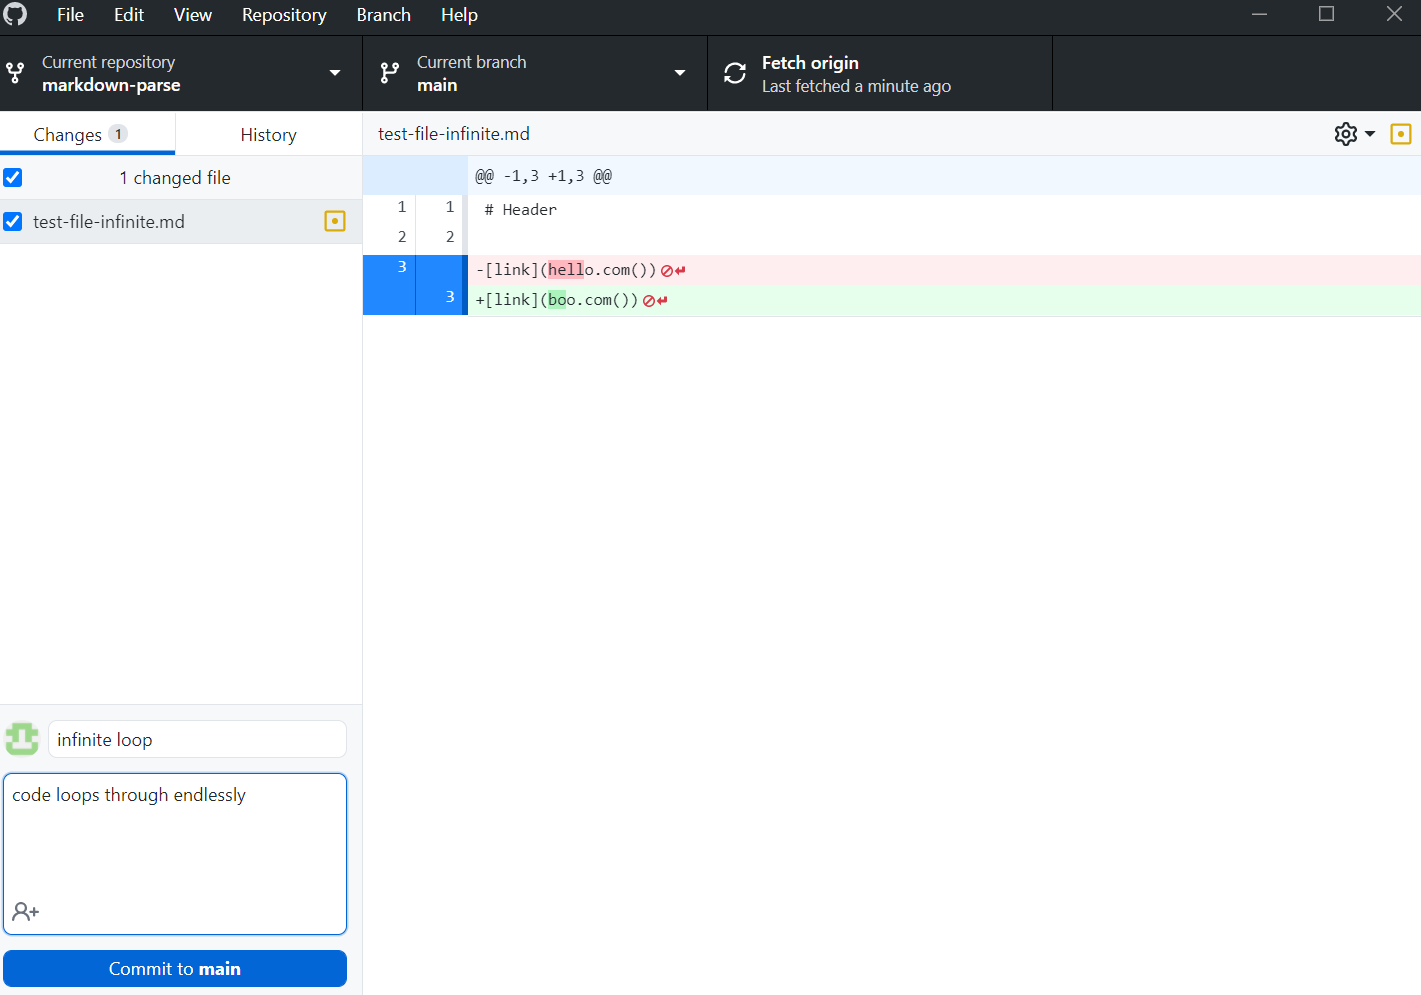 File Edit View Repository Branch Help
Current repository
markdown-parse
Current branch
main
Fetch origin
Last fetched a minute ago
Changes 1
History
test-file-infinite.md
1 changed file
test-file-infinite.md
@@ -1,3 +1,3 @@
1 1 # Header
2 2
3 -[link](hello.com())
3 +[link](boo.com())
infinite loop
code loops through endlessly
Commit to main